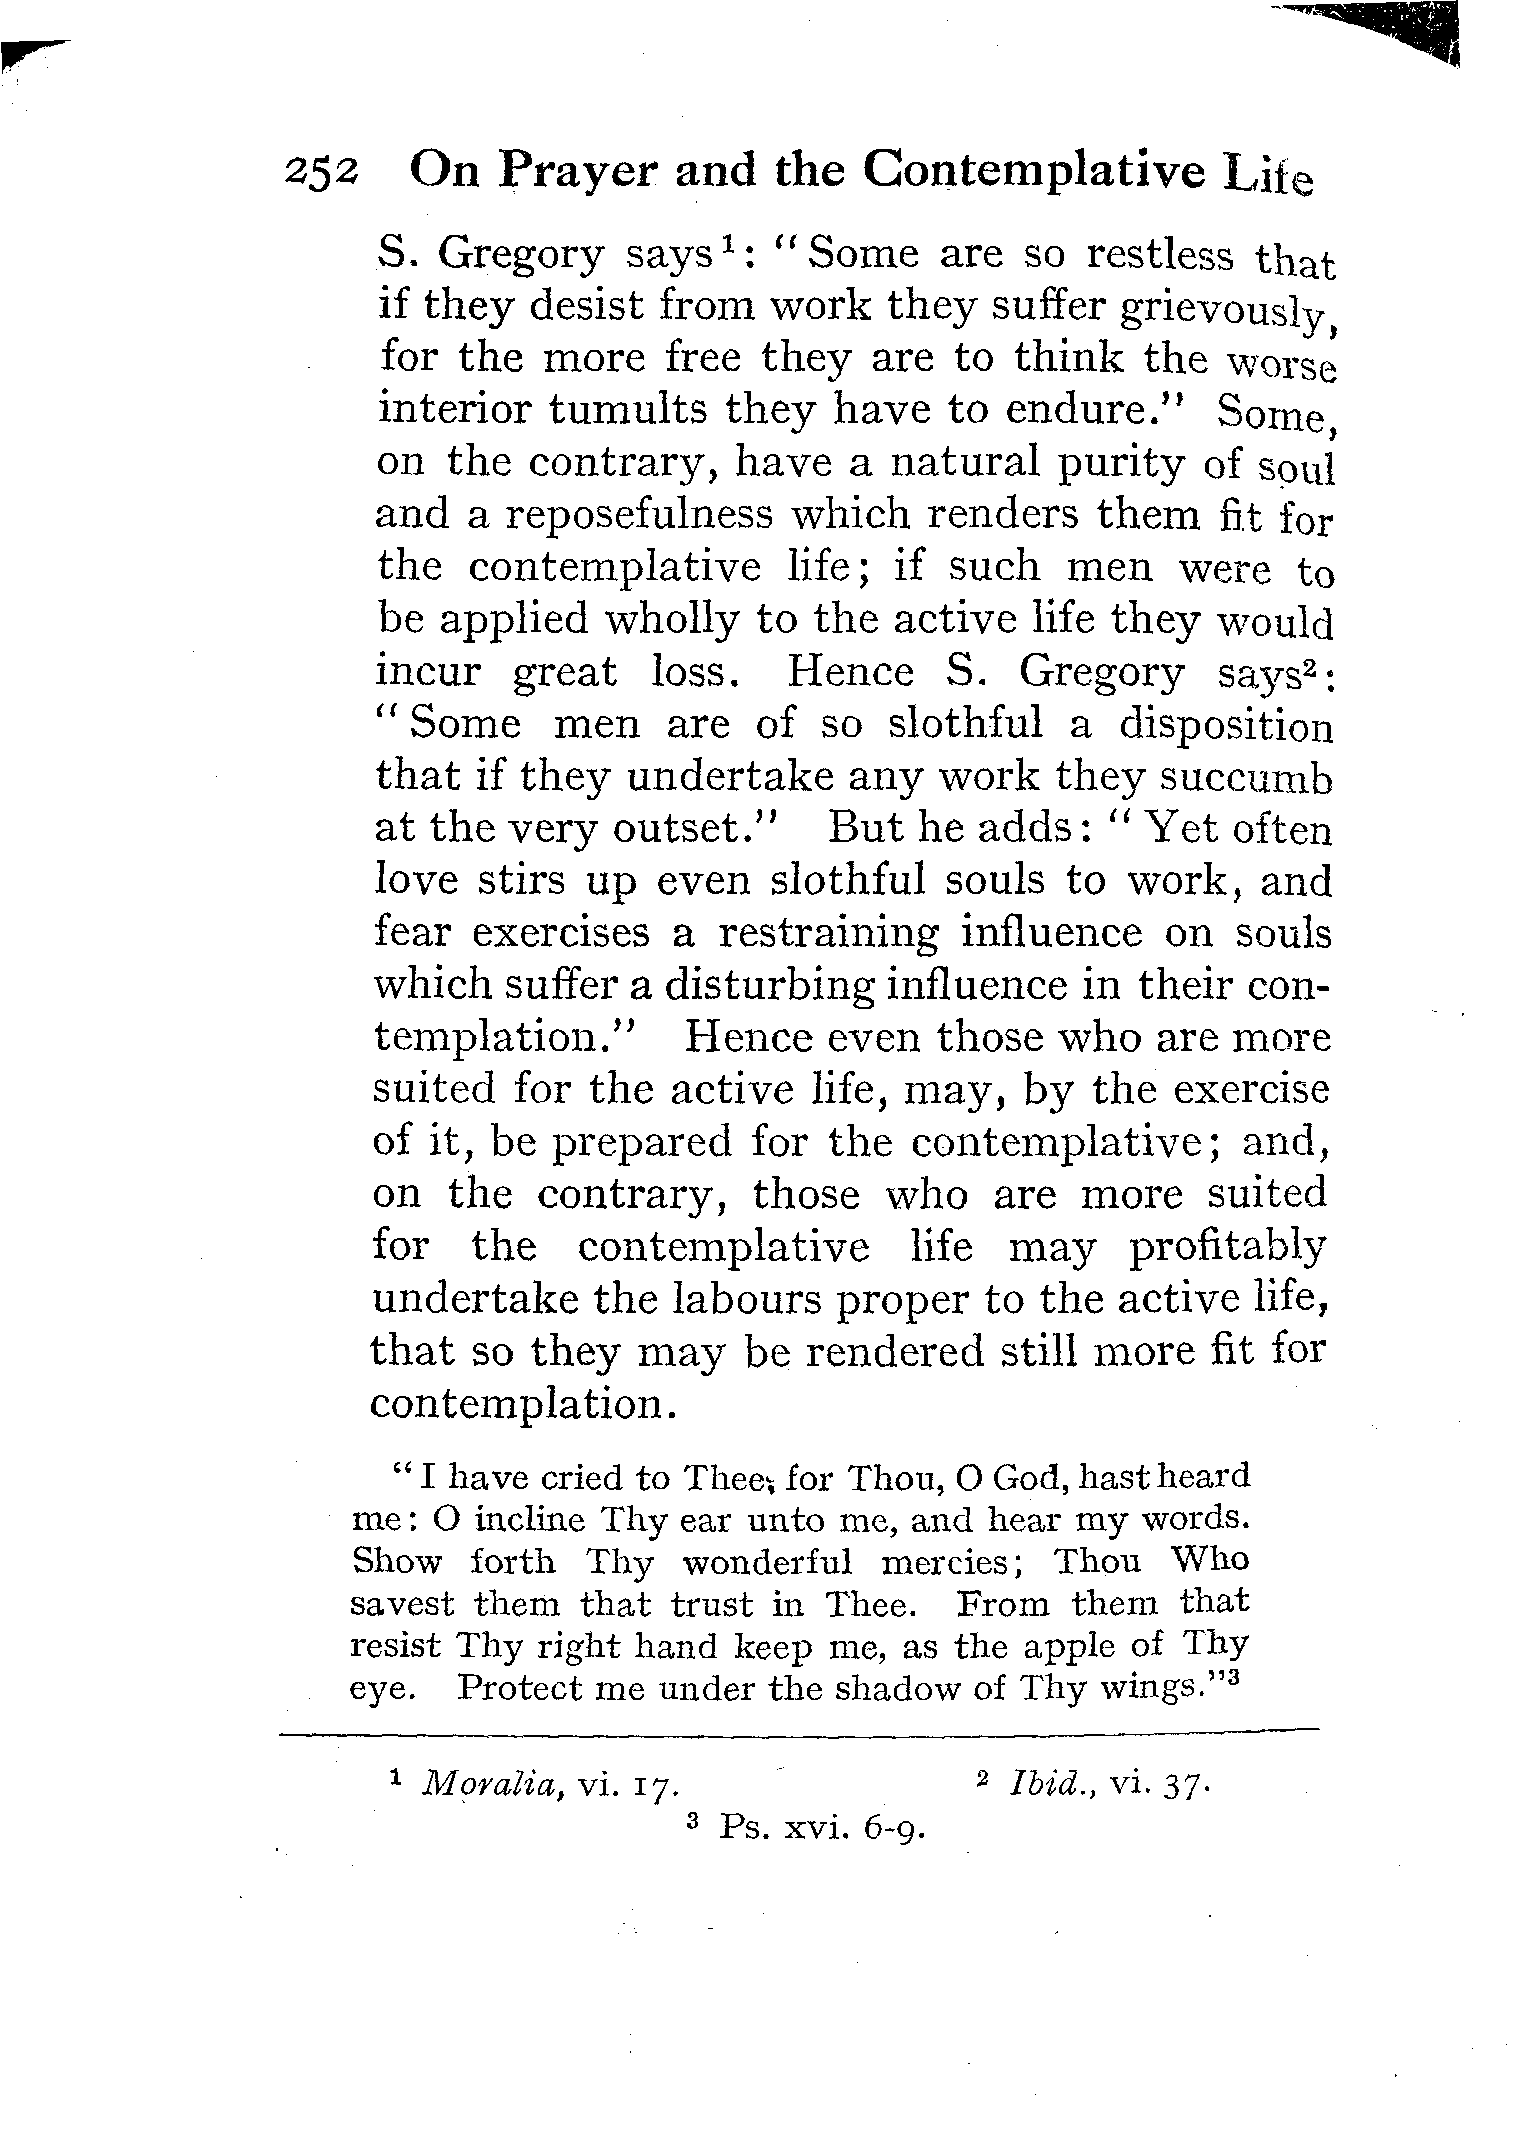 252 On Prayer and the Contemplative Life
S. Gregory says¹: "Some are so restless that
if they desist from work they suffer grievously,
for the more free they are to think the worse
interior tumults they have to endure." Some,
on the contrary, have a natural purity of soul
and a reposefulness which renders them fit for
the contemplative life; if such men were to
be applied wholly to the active life they would
incur great loss. Hence S. Gregory says²:
"Some men are of so slothful a disposition
that if they undertake any work they succumb
at the very outset." But he adds: "Yet often
love stirs up even slothful souls to work, and
fear exercises a restraining influence on souls
which suffer a disturbing influence in their con-
templation." Hence even those who are more
suited for the active life, may, by the exercise
of it, be prepared for the contemplative; and,
on the contrary, those who are more suited
for the contemplative life may profitably
undertake the labours proper to the active life,
that so they may be rendered still more fit for
contemplation.
"I have cried to Thee, for Thou, O God, hast heard
me: O incline Thy ear unto me, and hear my words.
Show forth Thy wonderful mercies; Thou Who
savest them that trust in Thee. From them that
resist Thy right hand keep me, as the apple of Thy
eye. Protect me under the shadow of Thy wings."³
¹ Moralia, vi. 17. ² Ibid., vi. 37.
³ Ps. xvi. 6-9.